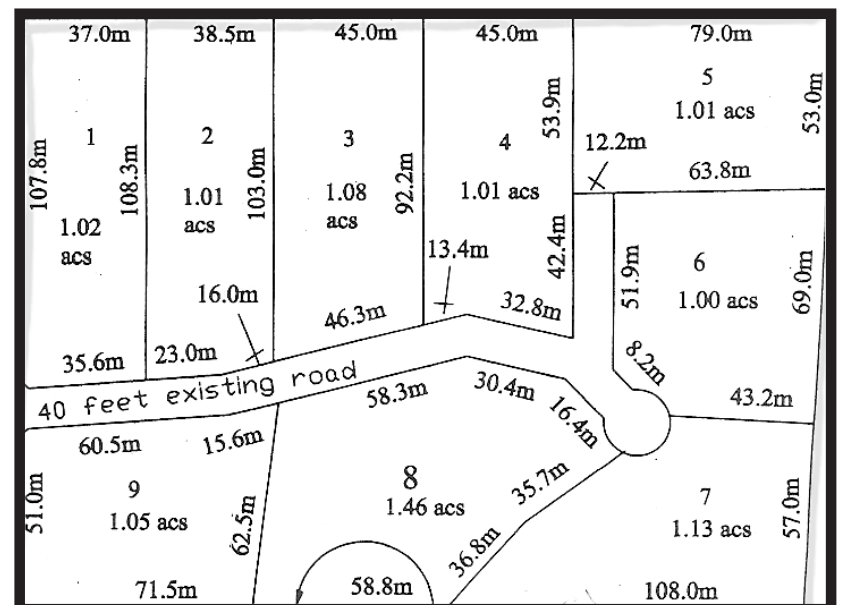 37.0m
38.5m
45.0m
45.0m
79.0m
1
107.8m
108.3m
1.02
acs
35.6m
2
1.01
acs
103.0m
16.0m
23.0m
3
1.08
acs
92.2m
46.3m
4
53.9m
1.01 acs
42.4m
13.4m
32.8m
5
1.01 acs
53.0m
12.2m
63.8m
6
51.9m
1.00 acs
69.0m
8.2m
43.2m
40 feet existing road
60.5m
15.6m
51.0m
9
1.05 acs
62.5m
71.5m
58.3m
30.4m
16.4m
8
1.46 acs
35.7m
36.8m
58.8m
7
1.13 acs
57.0m
108.0m